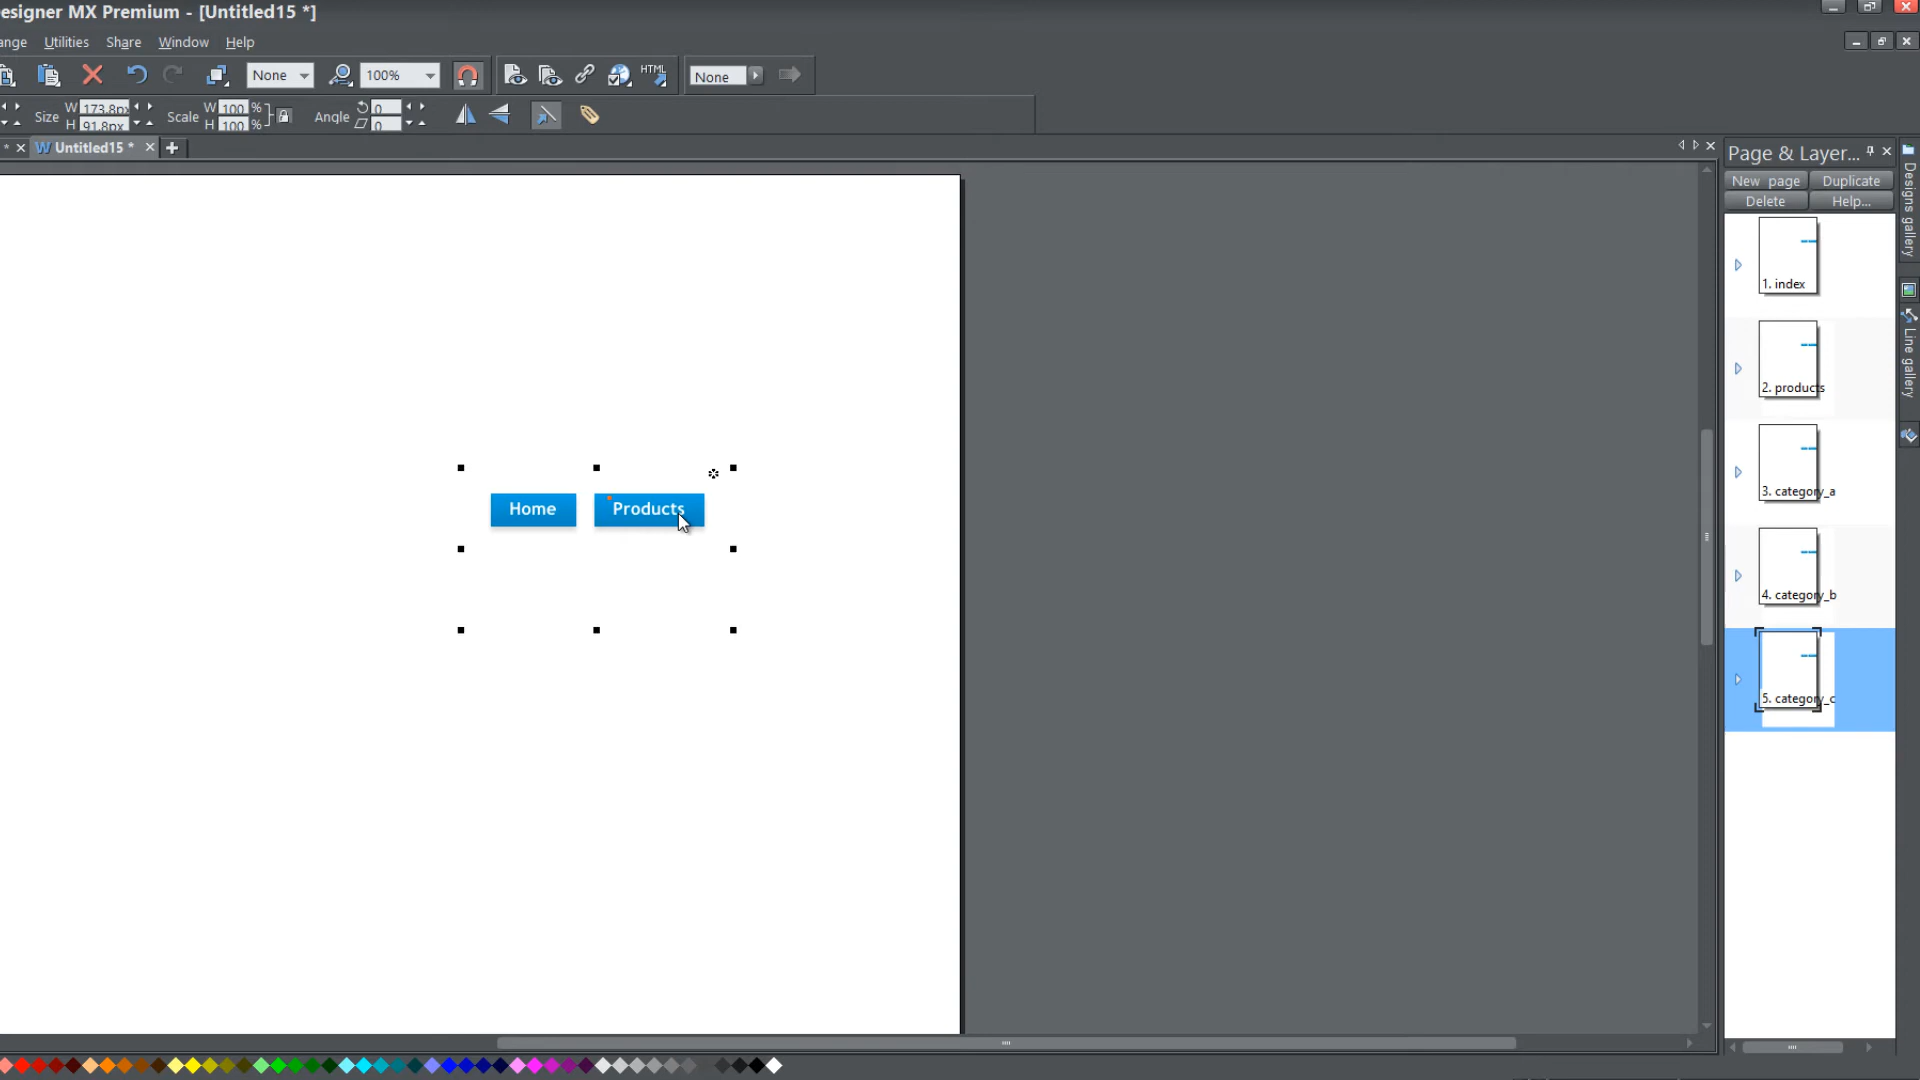 esigner MX Premium - [Untitled15 *]
ange Utilities Share Window Help
None 100% HTML None
Size W 173.8px H 91.8px Scale W 100 % H 100 % Angle 0 0
* Untitled15 *
Page & Layer...
New page Duplicate
Delete Help...
1. index
2. products
3. category_a
4. category_b
5. category_c
Home Products
Designs gallery
Line gallery